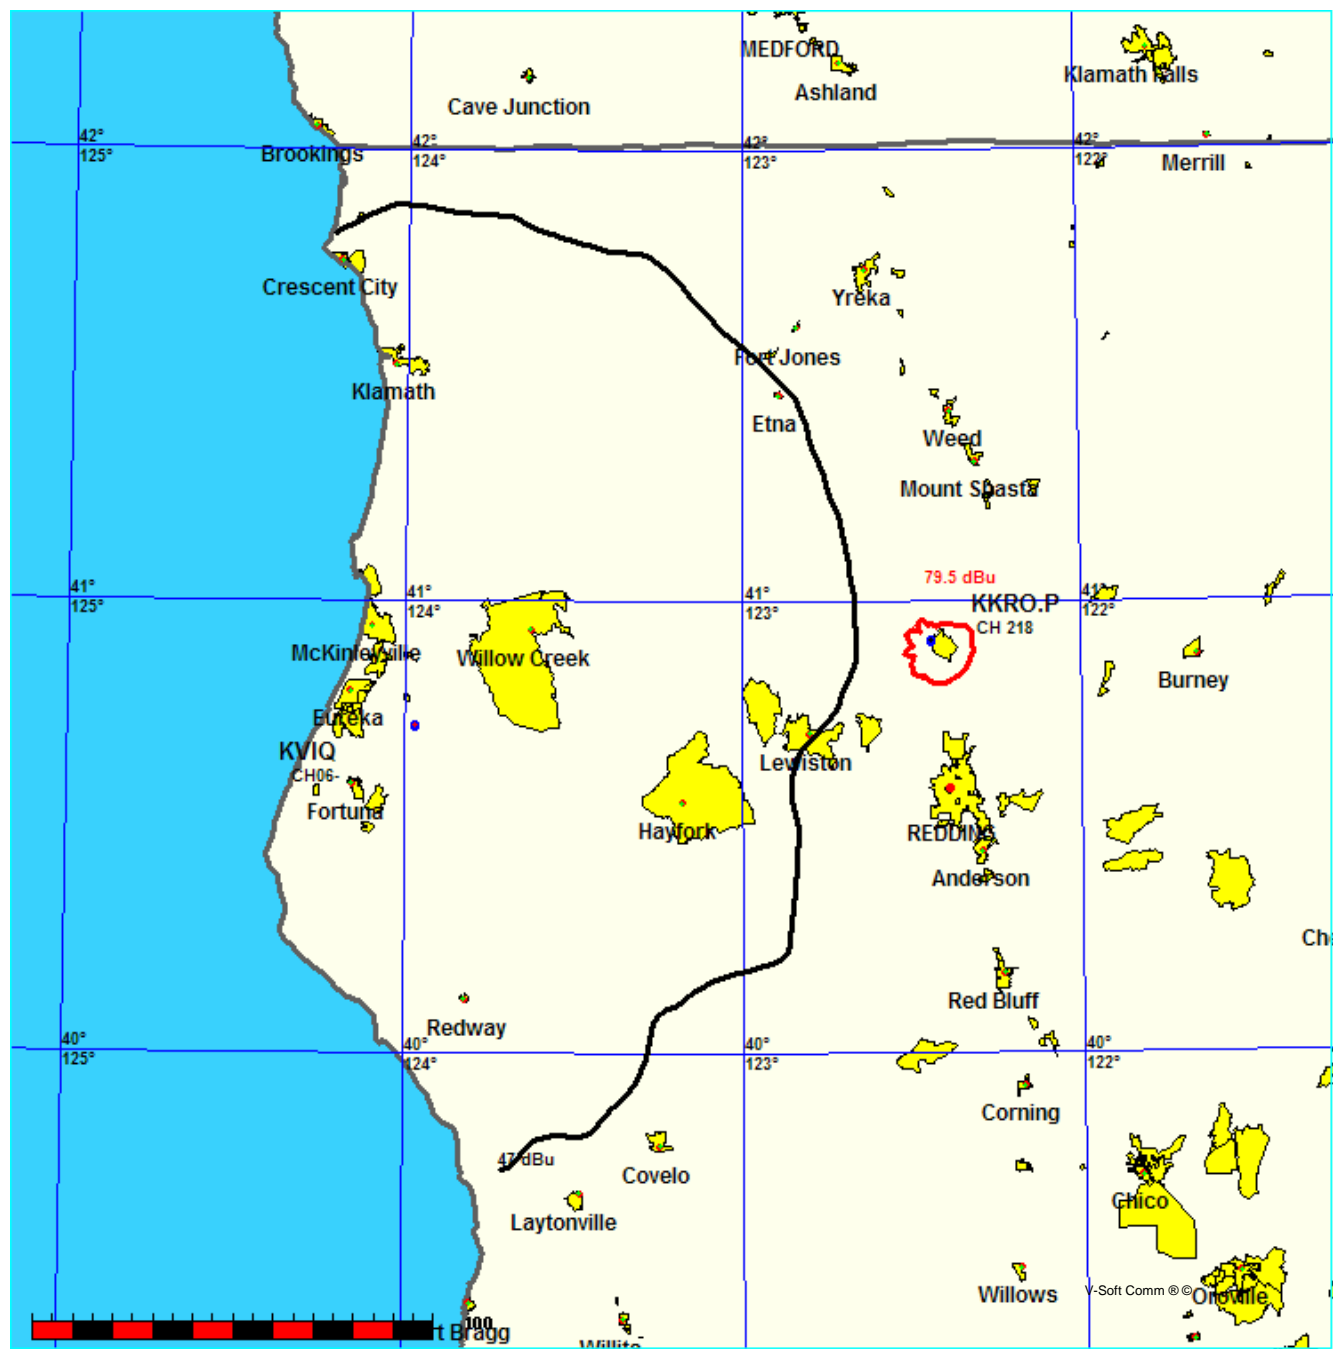 MEDFORD
Klamath Falls
Ashland
Cave Junction
42°
125°
42°
124°
42°
123°
42°
122°
Brookings
Merrill
Crescent City
Yreka
Fort Jones
Klamath
Etna
Weed
Mount Shasta
79.5 dBu
41°
125°
41°
124°
41°
123°
41°
122°
KKRO.P
CH 218
McKinleyville
Willow Creek
Burney
Eureka
KVIQ
CH06-
Lewiston
Fortuna
Hayfork
REDDING
Anderson
Red Bluff
Redway
40°
125°
40°
124°
40°
123°
40°
122°
Corning
47 dBu
Covelo
Chico
Laytonville
Willows
V-Soft Comm ® ©
Oroville
100
rt Bragg